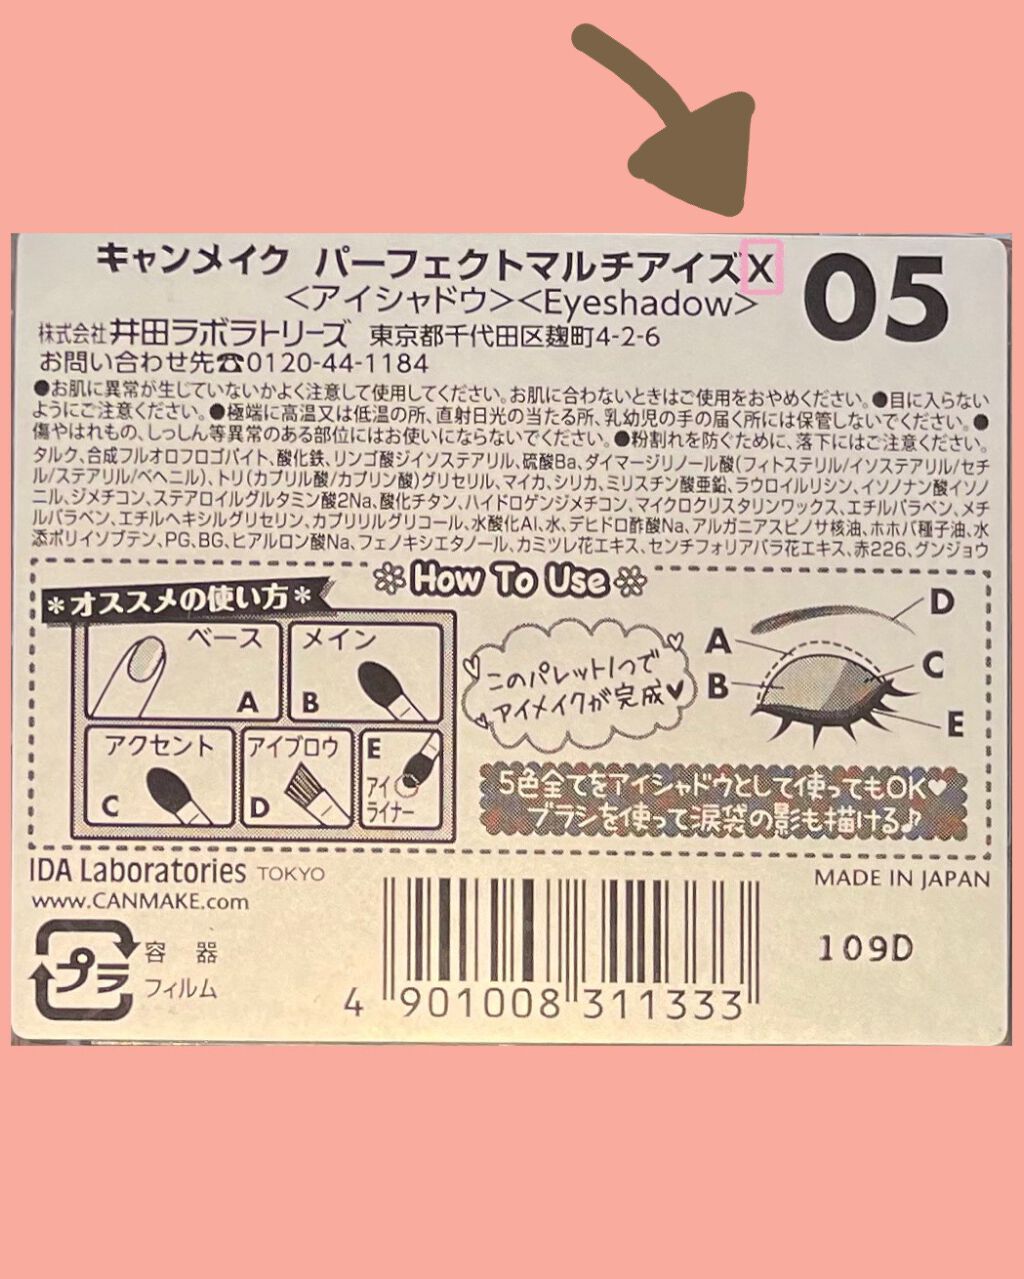 キャンメイク パーフェクトマルチアイズX 05
＜アイシャドウ＞＜Eyeshadow＞
株式会社 井田ラボラトリーズ 東京都千代田区麹町4-2-6
お問い合わせ先☎0120-44-1184
●お肌に異常が生じていないかよく注意して使用してください。お肌に合わないときはご使用をおやめください。●目に入らない
ようにご注意ください。●極端に高温又は低温の所、直射日光の当たる所、乳幼児の手の届く所には保管しないでください。●
傷やはれもの、しっしん等異常のある部位にはお使いにならないでください。●粉割れを防ぐために、落下にはご注意ください。
タルク、合成フルオロフロゴパイト、酸化鉄、リンゴ酸ジイソステアリル、硫酸Ba、ダイマージリノール酸(フィトステリル/イソステアリル/セチ
ル/ステアリル/ベヘニル)、トリ(カプリル酸/カプリン酸)グリセリル、マイカ、シリカ、ミリスチン酸亜鉛、ラウロイルリシン、イソノナン酸イソノ
ニル、ジメチコン、ステアロイルグルタミン酸2Na、酸化チタン、ハイドロゲンジメチコン、マイクロクリスタリンワックス、エチルパラベン、メチ
ルパラベン、エチルヘキシルグリセリン、カプリリルグリコール、水酸化Al、水、デヒドロ酢酸Na、アルガニアスピノサ核油、ホホバ種子油、水
添ポリイソブテン、PG、BG、ヒアルロン酸Na、フェノキシエタノール、カミツレ花エキス、センチフォリアバラ花エキス、赤226、グンジョウ
How To Use
*オススメの使い方*
ベース
A
メイン
B
アクセント
C
アイブロウ
D
E
アイ
ライナー
このパレット1つで
アイメイクが完成♥
A
B
D
C
E
5色全てをアイシャドウとして使ってもOK♥
ブラシを使って涙袋の影も描ける♪
IDA Laboratories TOKYO
www.CANMAKE.com
MADE IN JAPAN
プラ
容 器
フィルム
109D
4 901008 311333